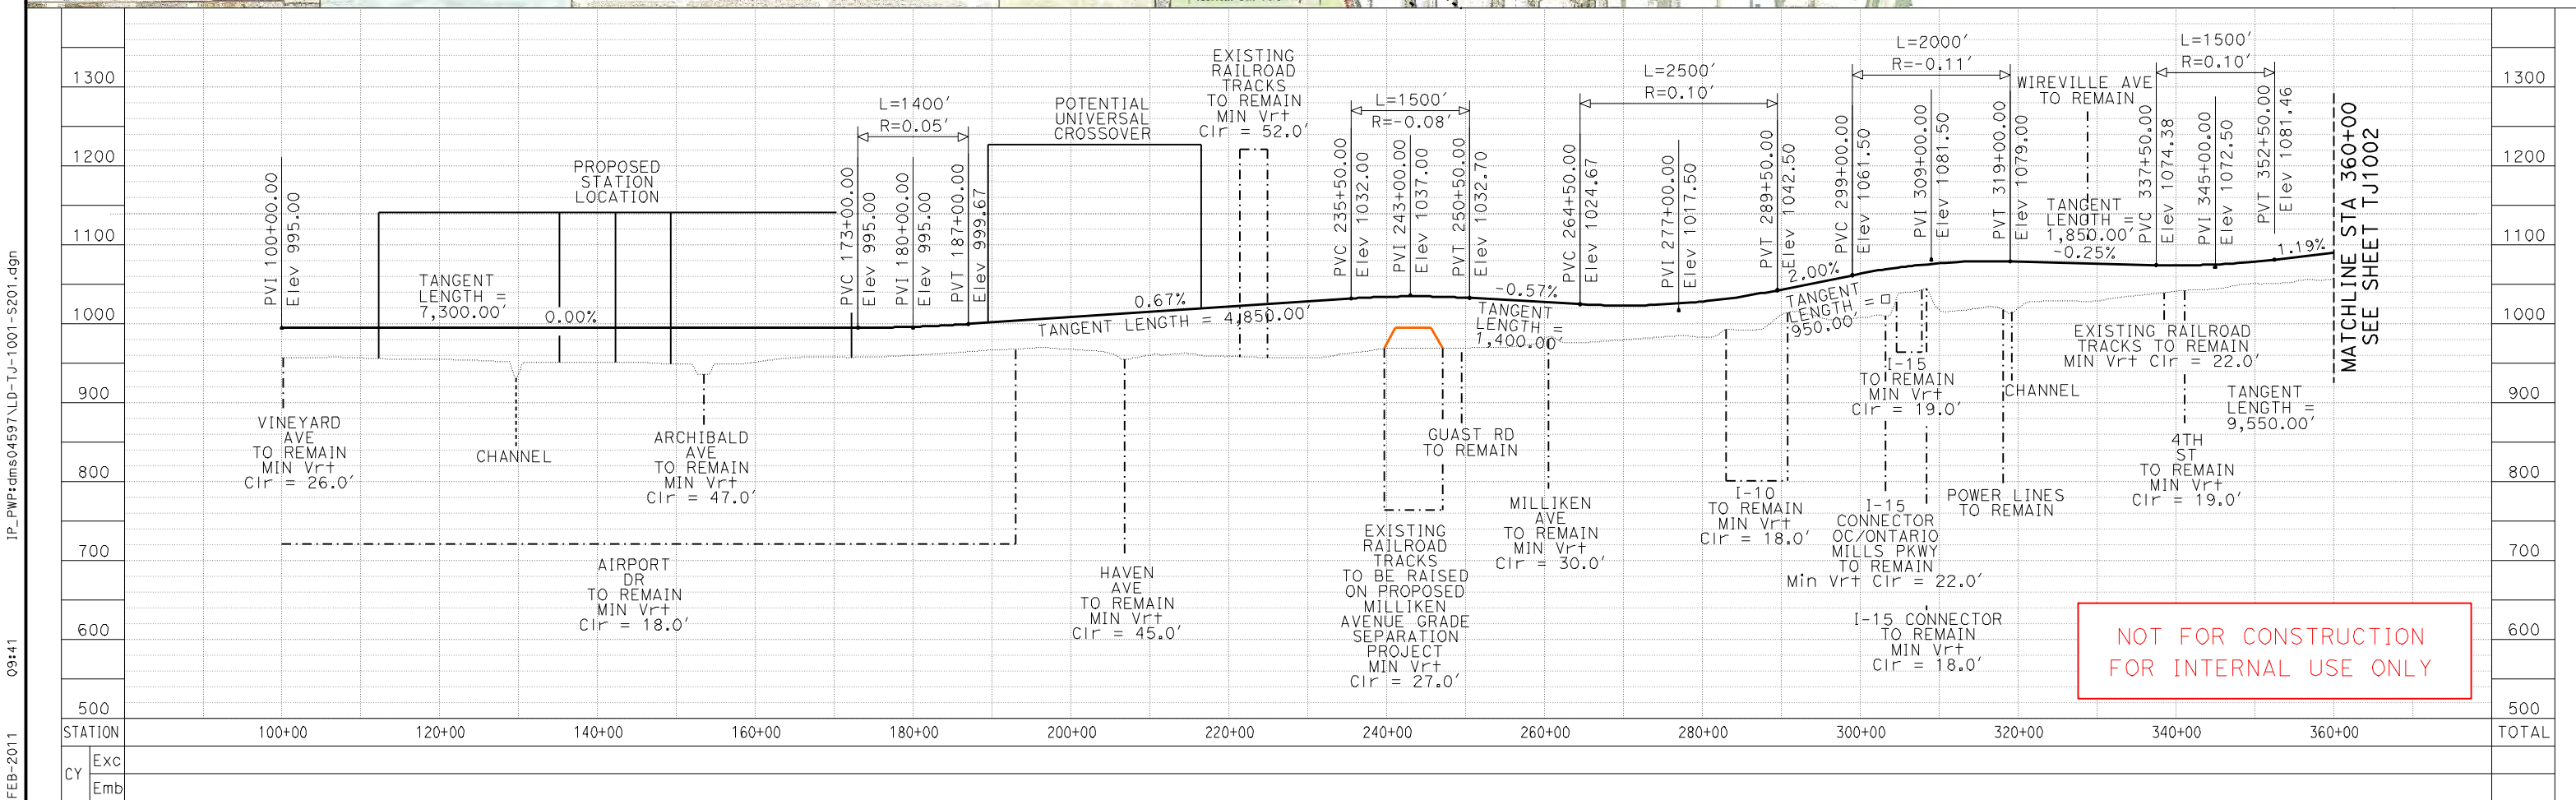 1300
1200
1100
1000
900
800
700
600
500
STATION
CY
Exc
Emb
FEB-2011 09:41 IP_PWP:dms04597\LD-TJ-1001-S201.dgn
PVI 100+00.00
Elev 995.00
TANGENT
LENGTH =
7,300.00'
0.00%
PROPOSED
STATION
LOCATION
L=1400'
R=0.05'
PVC 173+00.00
Elev 995.00
PVI 180+00.00
Elev 995.00
PVT 187+00.00
Elev 999.67
POTENTIAL
UNIVERSAL
CROSSOVER
0.67%
TANGENT LENGTH = 4,850.00'
EXISTING
RAILROAD
TRACKS
TO REMAIN
MIN Vrt
Clr = 52.0'
L=1500'
R=-0.08'
PVC 235+50.00
Elev 1032.00
PVI 243+00.00
Elev 1037.00
PVT 250+50.00
Elev 1032.70
-0.57%
TANGENT
LENGTH =
1,400.00'
L=2500'
R=0.10'
PVC 264+50.00
Elev 1024.67
PVI 277+00.00
Elev 1017.50
PVT 289+50.00
Elev 1042.50
2.00%
TANGENT
LENGTH =
950.00'
L=2000'
R=-0.11'
PVC 299+00.00
Elev 1061.50
PVI 309+00.00
Elev 1081.50
PVT 319+00.00
Elev 1079.00
WIREVILLE AVE
TO REMAIN
TANGENT
LENGTH =
1,850.00'
-0.25%
L=1500'
R=0.10'
PVC 337+50.00
Elev 1074.38
PVI 345+00.00
Elev 1072.50
PVT 352+50.00
Elev 1081.46
1.19%
MATCHLINE STA 360+00
SEE SHEET TJ1002
VINEYARD
AVE
TO REMAIN
MIN Vrt
Clr = 26.0'
CHANNEL
ARCHIBALD
AVE
TO REMAIN
MIN Vrt
Clr = 47.0'
AIRPORT
DR
TO REMAIN
MIN Vrt
Clr = 18.0'
HAVEN
AVE
TO REMAIN
MIN Vrt
Clr = 45.0'
EXISTING
RAILROAD
TRACKS
TO BE RAISED
ON PROPOSED
MILLIKEN
AVENUE GRADE
SEPARATION
PROJECT
MIN Vrt
Clr = 27.0'
GUAST RD
TO REMAIN
MILLIKEN
AVE
TO REMAIN
MIN Vrt
Clr = 30.0'
I-10
TO REMAIN
MIN Vrt
Clr = 18.0'
I-15
TO REMAIN
MIN Vrt
Clr = 19.0'
I-15
CONNECTOR
OC/ONTARIO
MILLS PKWY
TO REMAIN
Min Vrt Clr = 22.0'
I-15 CONNECTOR
TO REMAIN
MIN Vrt
Clr = 18.0'
CHANNEL
POWER LINES
TO REMAIN
EXISTING RAILROAD
TRACKS TO REMAIN
MIN Vrt Clr = 22.0'
4TH
ST
TO REMAIN
MIN Vrt
Clr = 19.0'
TANGENT
LENGTH =
9,550.00'
NOT FOR CONSTRUCTION
FOR INTERNAL USE ONLY
100+00 120+00 140+00 160+00 180+00 200+00 220+00 240+00 260+00 280+00 300+00 320+00 340+00 360+00
1300
1200
1100
1000
900
800
700
600
500
TOTAL